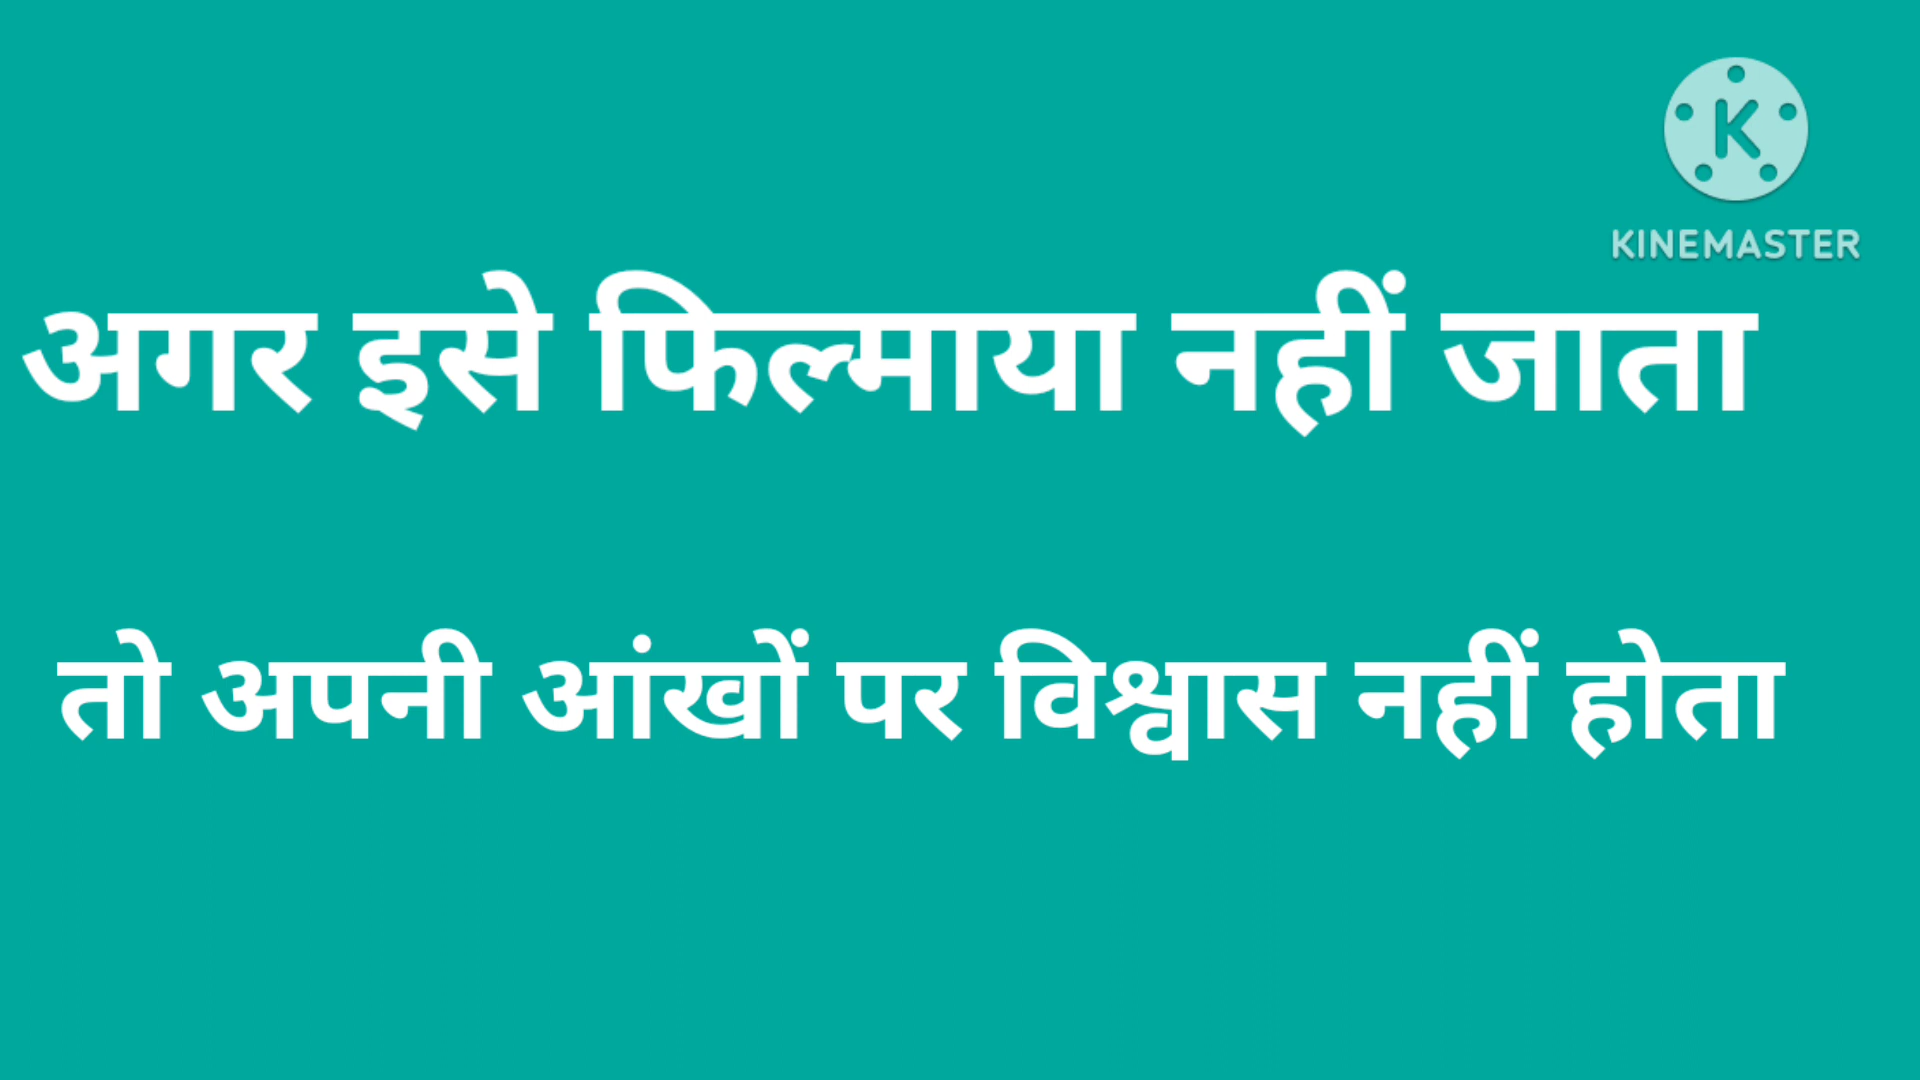 K
KINEMASTER
अगर इसे फिल्माया नहीं जाता
तो अपनी आंखों पर विश्वास नहीं होता